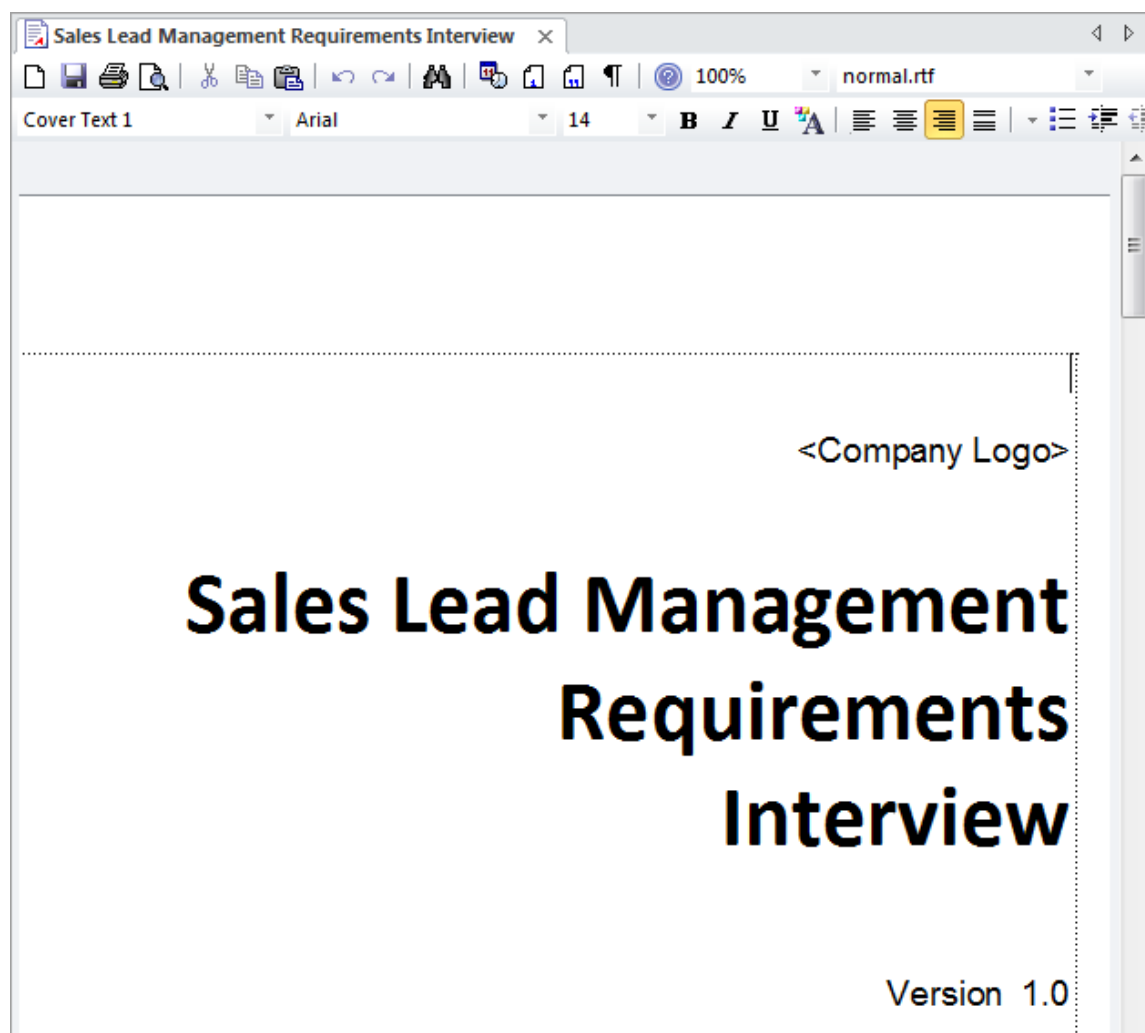 Sales Lead Management Requirements Interview
100% normal.rtf
Cover Text 1 Arial 14 B I U A
<Company Logo>
Sales Lead Management
Requirements
Interview
Version 1.0